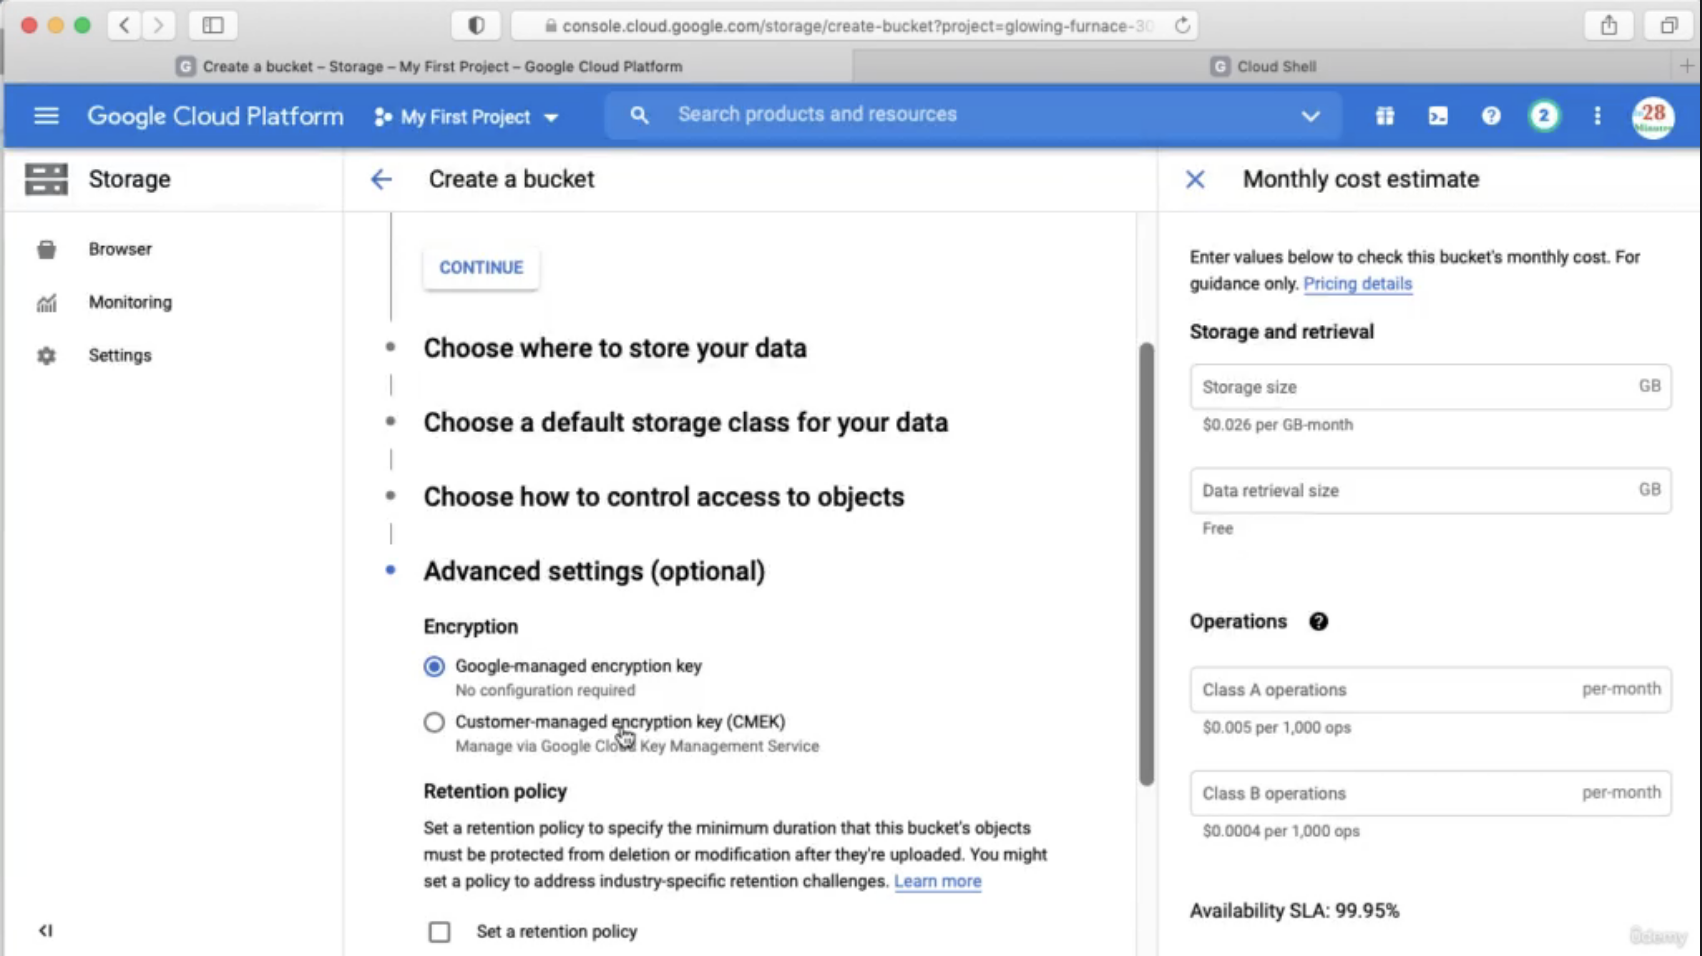 console.cloud.google.com/storage/create-bucket?project=glowing-furnace-30
G Create a bucket – Storage – My First Project – Google Cloud Platform
G Cloud Shell
Google Cloud Platform
My First Project
Search products and resources
2
28
Minutes
Storage
Create a bucket
Monthly cost estimate
Browser
Monitoring
Settings
CONTINUE
Choose where to store your data
Choose a default storage class for your data
Choose how to control access to objects
Advanced settings (optional)
Encryption
Google-managed encryption key
No configuration required
Customer-managed encryption key (CMEK)
Manage via Google Cloud Key Management Service
Retention policy
Set a retention policy to specify the minimum duration that this bucket's objects
must be protected from deletion or modification after they're uploaded. You might
set a policy to address industry-specific retention challenges. Learn more
Set a retention policy
Enter values below to check this bucket's monthly cost. For
guidance only. Pricing details
Storage and retrieval
Storage size GB
$0.026 per GB-month
Data retrieval size GB
Free
Operations ?
Class A operations per-month
$0.005 per 1,000 ops
Class B operations per-month
$0.0004 per 1,000 ops
Availability SLA: 99.95%
ûdemy